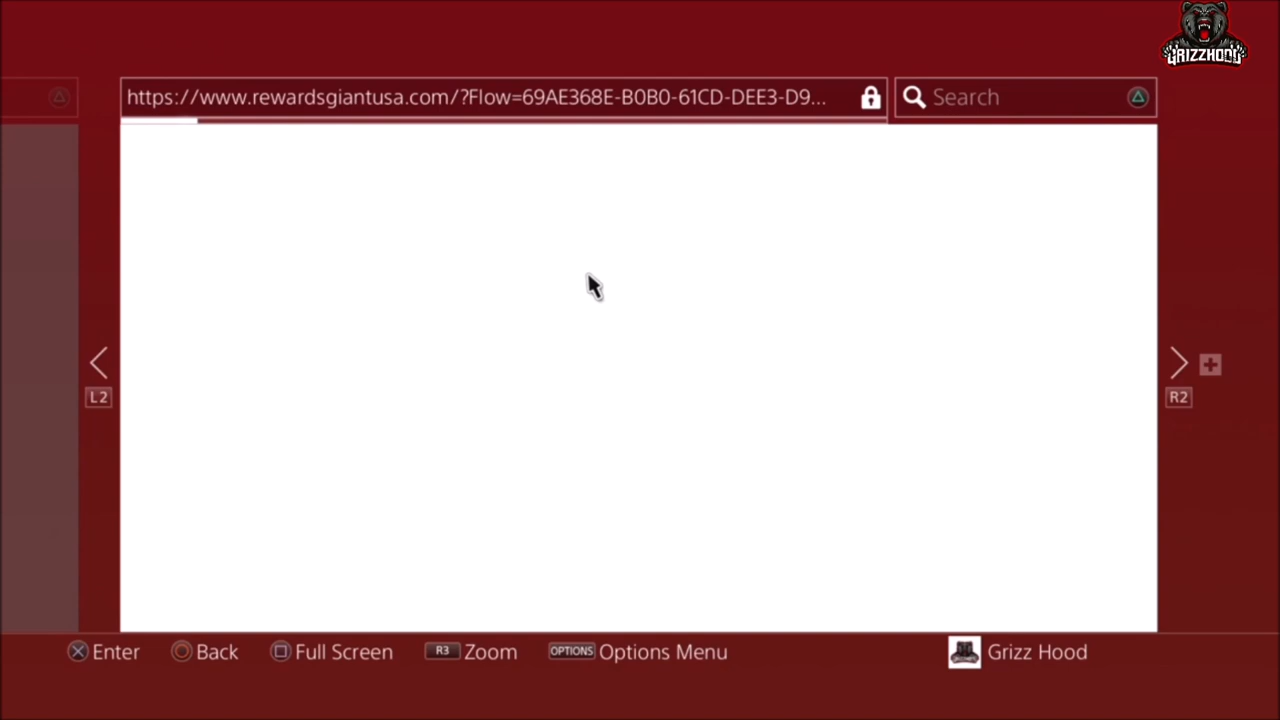 GRIZZHOOD
https://www.rewardsgiantusa.com/?Flow=69AE368E-B0B0-61CD-DEE3-D9...
Search
L2
R2
Enter
Back
Full Screen
R3 Zoom
OPTIONS Options Menu
Grizz Hood